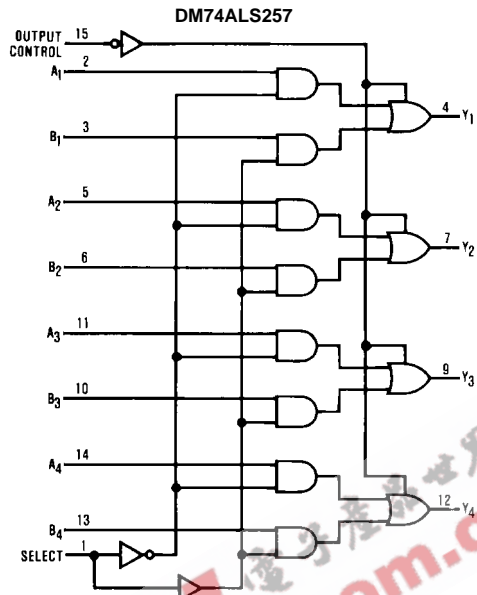 DM74ALS257
OUTPUT CONTROL 15
A1 2
B1 3
4 Y1
A2 5
B2 6
7 Y2
A3 11
B3 10
9 Y3
A4 14
B4 13
12 Y4
SELECT 1
om.c